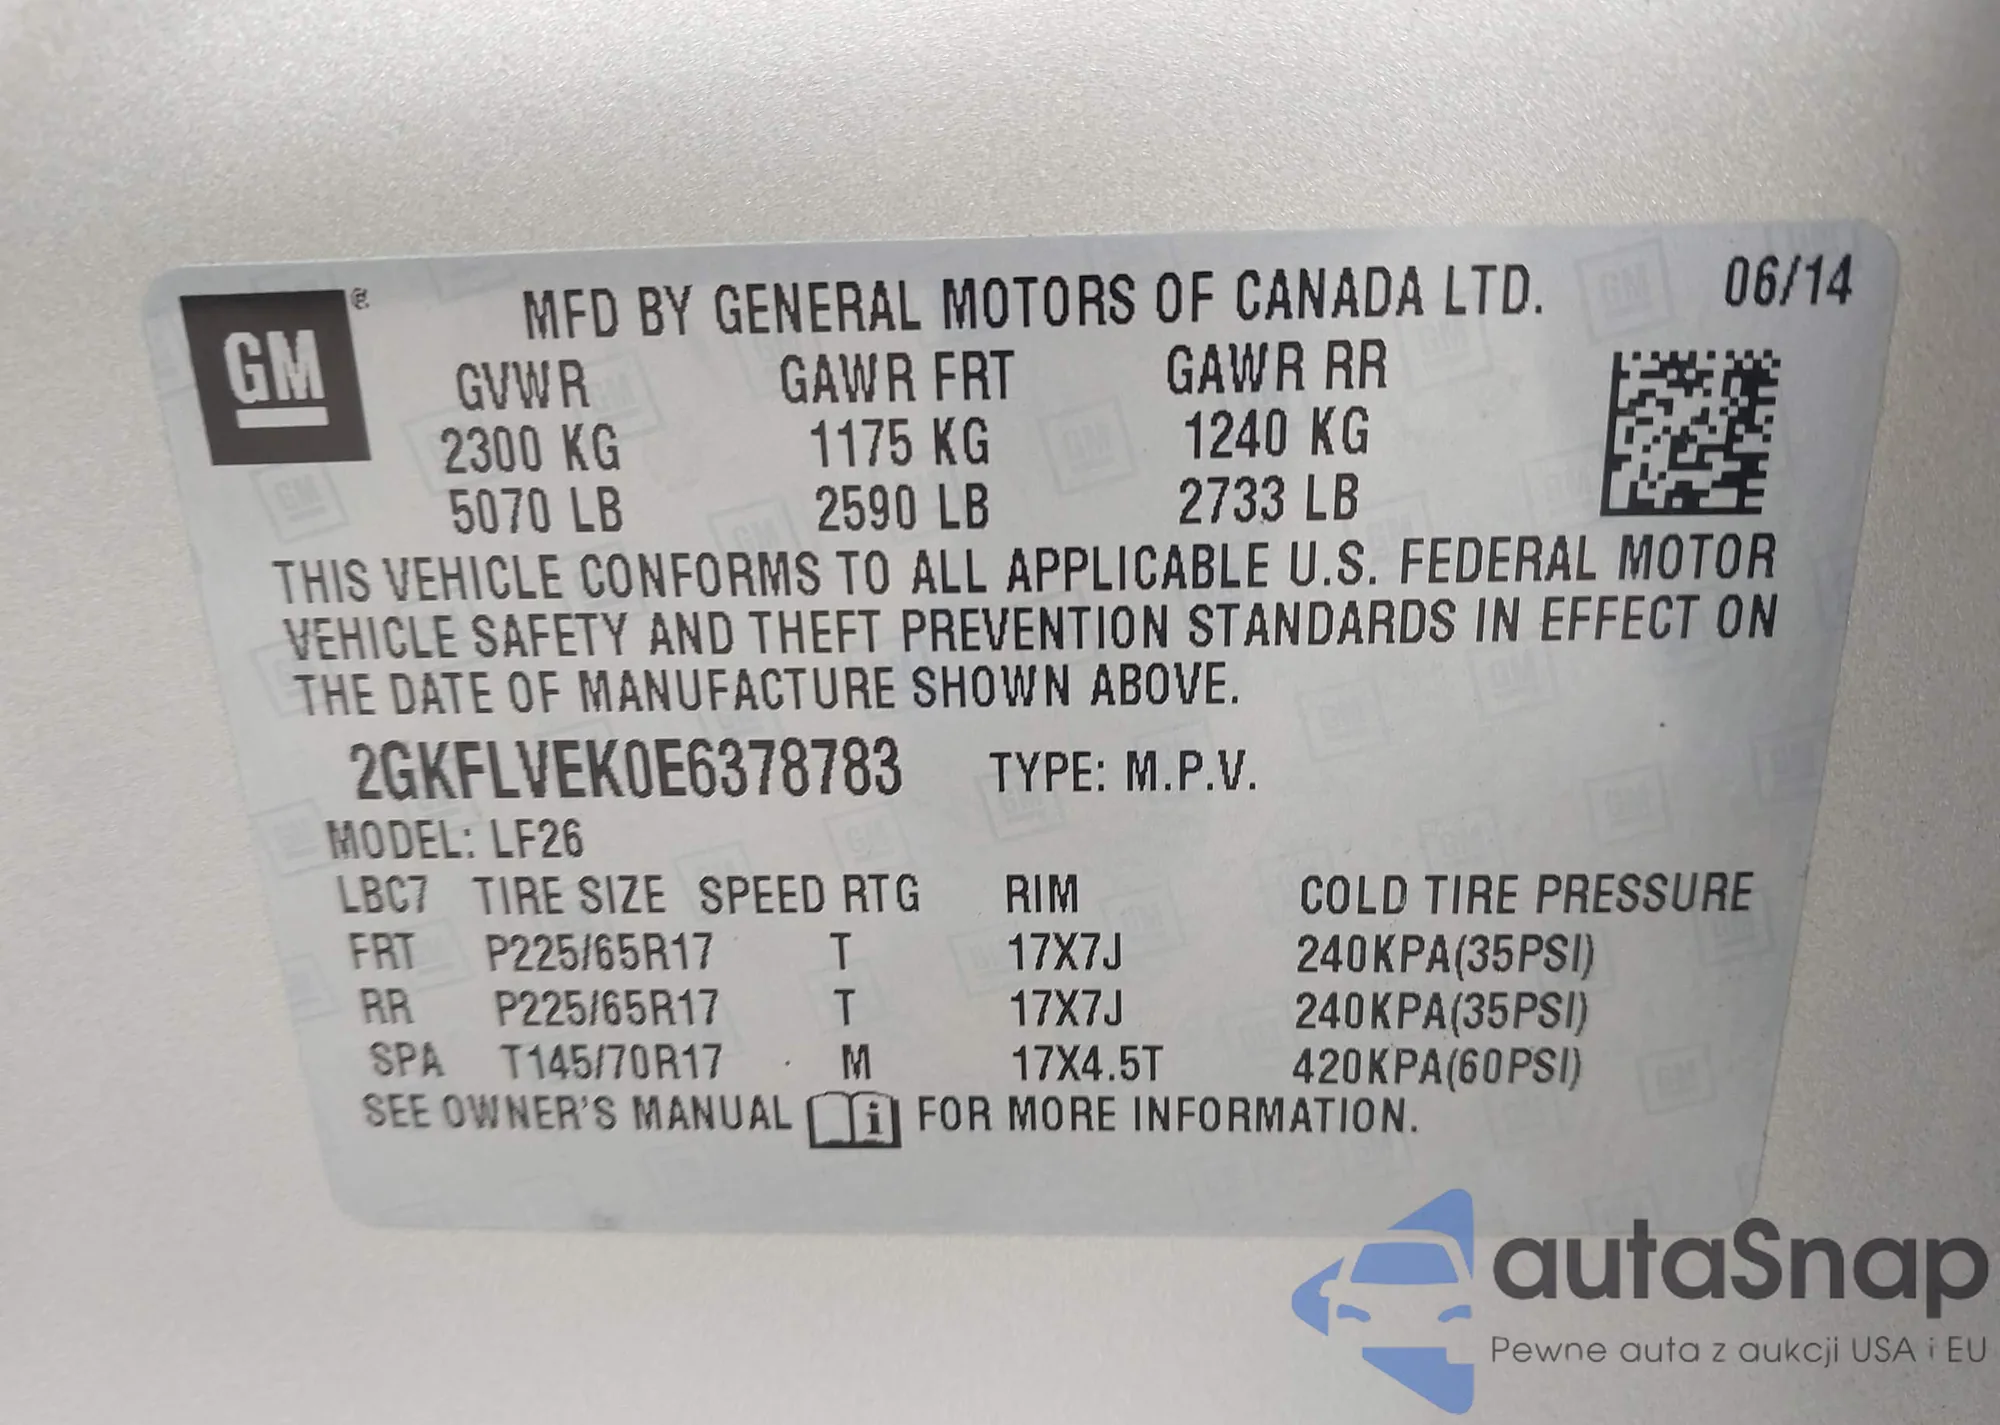 GM ®
MFD BY GENERAL MOTORS OF CANADA LTD. 06/14
GVWR GAWR FRT GAWR RR
2300 KG 1175 KG 1240 KG
5070 LB 2590 LB 2733 LB
THIS VEHICLE CONFORMS TO ALL APPLICABLE U.S. FEDERAL MOTOR
VEHICLE SAFETY AND THEFT PREVENTION STANDARDS IN EFFECT ON
THE DATE OF MANUFACTURE SHOWN ABOVE.
2GKFLVEK0E6378783 TYPE: M.P.V.
MODEL: LF26
LBC7 TIRE SIZE SPEED RTG RIM COLD TIRE PRESSURE
FRT P225/65R17 T 17X7J 240KPA(35PSI)
RR P225/65R17 T 17X7J 240KPA(35PSI)
SPA T145/70R17 M 17X4.5T 420KPA(60PSI)
SEE OWNER'S MANUAL i FOR MORE INFORMATION.
autaSnap
Pewne auta z aukcji USA i EU